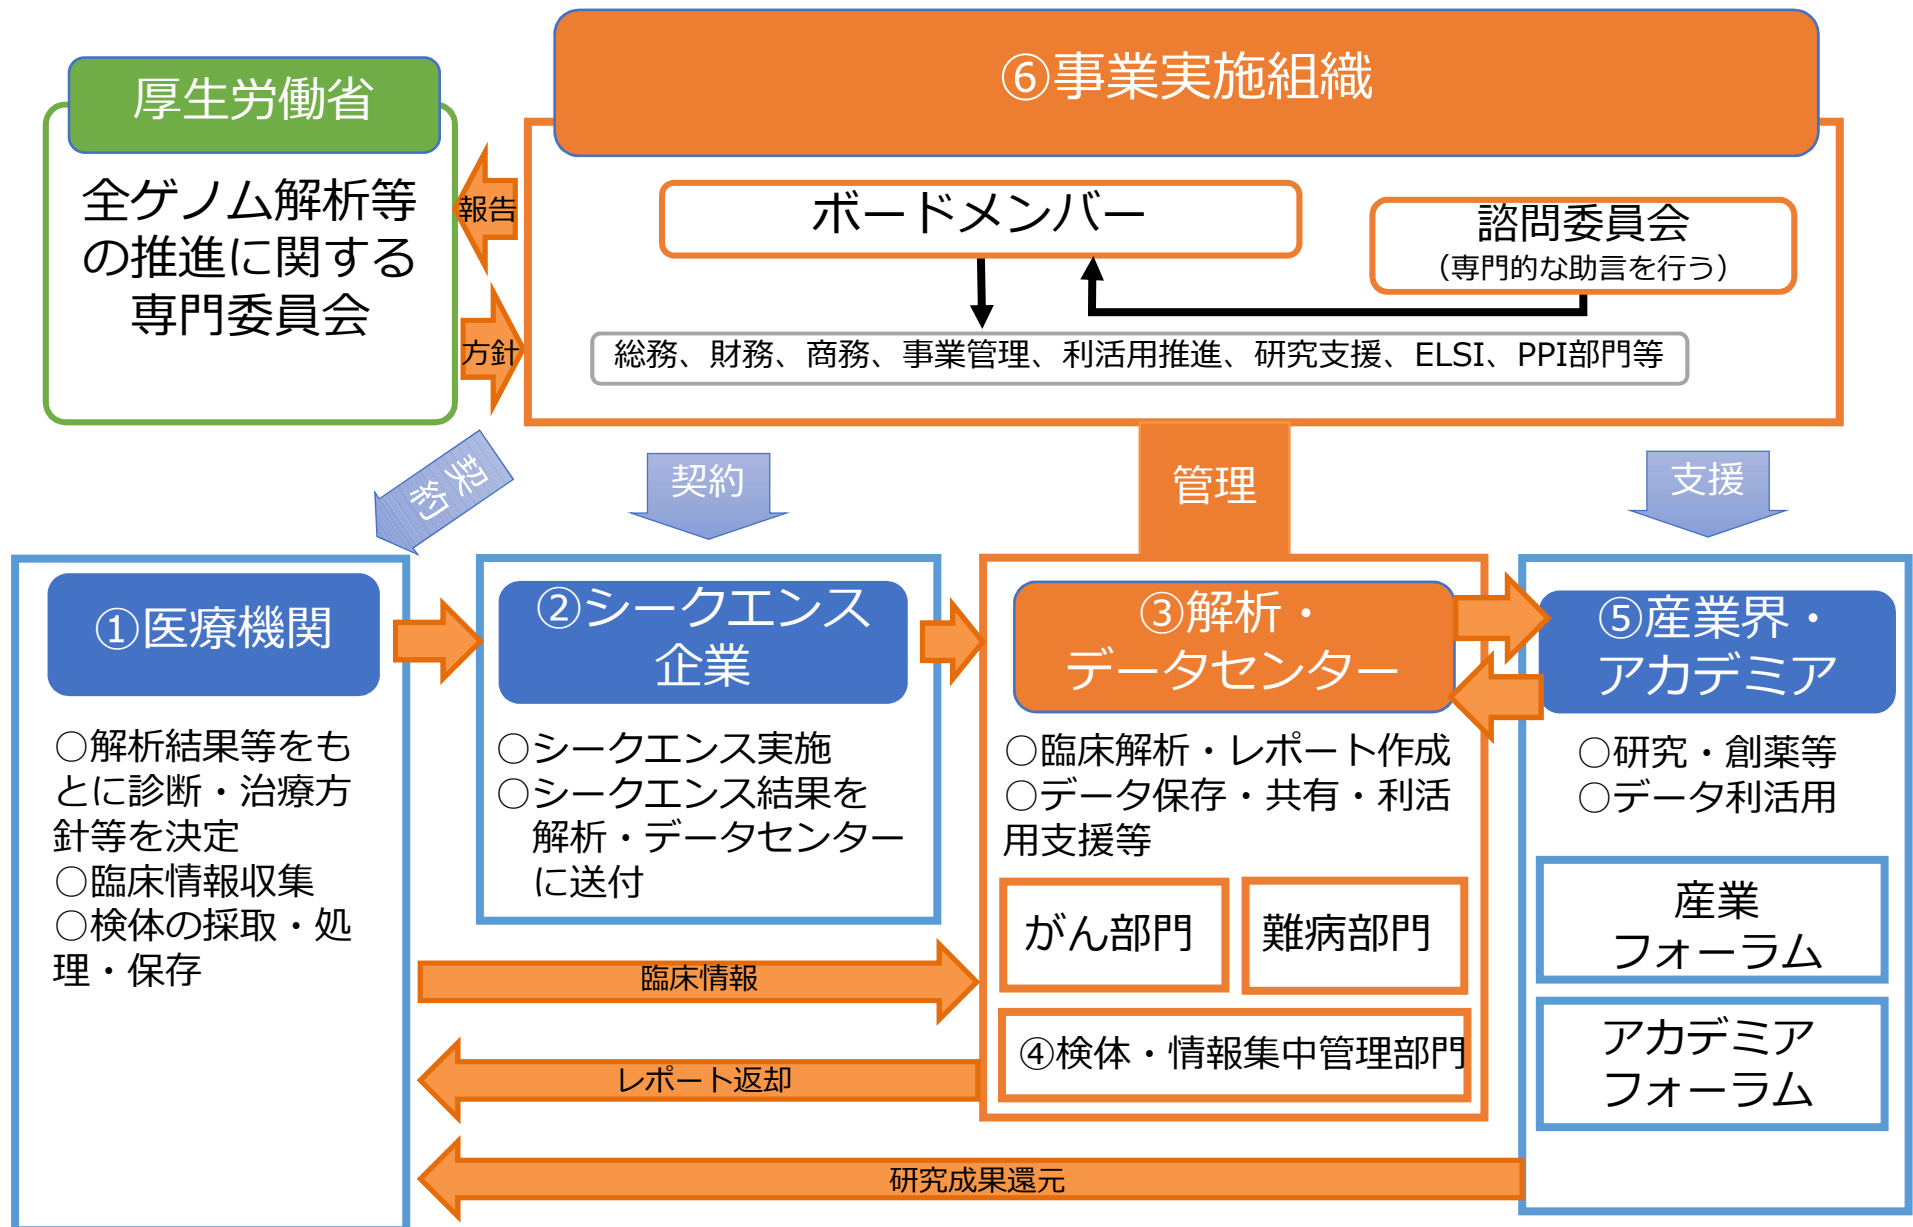 厚生労働省
全ゲノム解析等
の推進に関する
専門委員会
報告
方針
⑥事業実施組織
ボードメンバー
諮問委員会
（専門的な助言を行う）
総務、財務、商務、事業管理、利活用推進、研究支援、ELSI、PPI部門等
契約
契約
管理
支援
①医療機関
○解析結果等をも
とに診断・治療方
針等を決定
○臨床情報収集
○検体の採取・処
理・保存
②シークエンス
企業
○シークエンス実施
○シークエンス結果を
解析・データセンター
に送付
③解析・
データセンター
○臨床解析・レポート作成
○データ保存・共有・利活
用支援等
がん部門
難病部門
④検体・情報集中管理部門
⑤産業界・
アカデミア
○研究・創薬等
○データ利活用
産業
フォーラム
アカデミア
フォーラム
臨床情報
レポート返却
研究成果還元